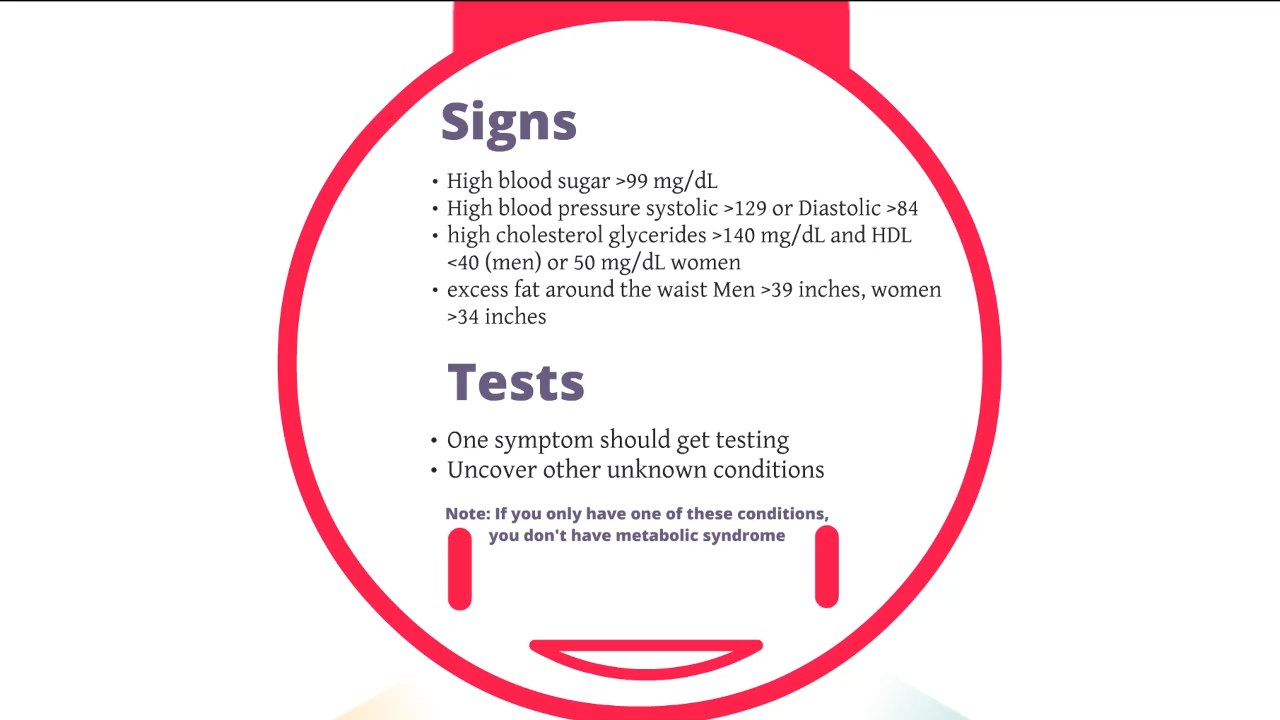 Signs
• High blood sugar >99 mg/dL
• High blood pressure systolic >129 or Diastolic >84
• high cholesterol glycerides >140 mg/dL and HDL
<40 (men) or 50 mg/dL women
• excess fat around the waist Men >39 inches, women
>34 inches
Tests
• One symptom should get testing
• Uncover other unknown conditions
Note: If you only have one of these conditions,
you don't have metabolic syndrome